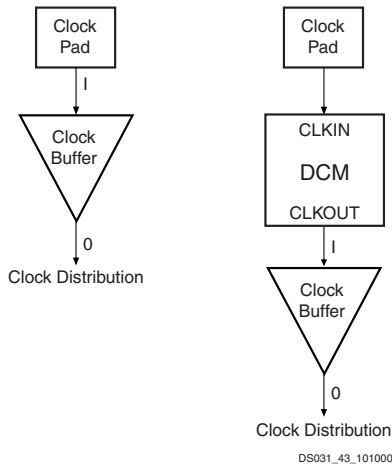 Clock
Pad
I
Clock
Buffer
0
Clock Distribution
Clock
Pad
CLKIN
DCM
CLKOUT
I
Clock
Buffer
0
Clock Distribution
DS031_43_101000